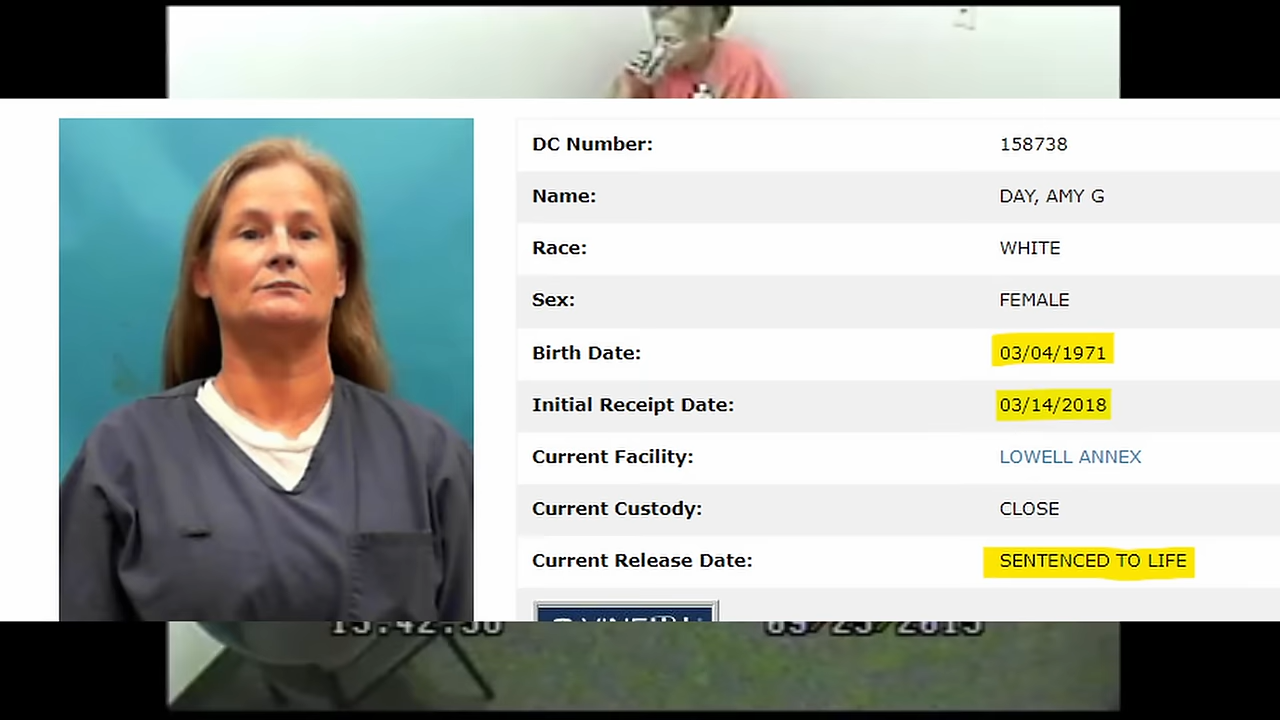 DC Number: 158738
Name: DAY, AMY G
Race: WHITE
Sex: FEMALE
Birth Date: 03/04/1971
Initial Receipt Date: 03/14/2018
Current Facility: LOWELL ANNEX
Current Custody: CLOSE
Current Release Date: SENTENCED TO LIFE